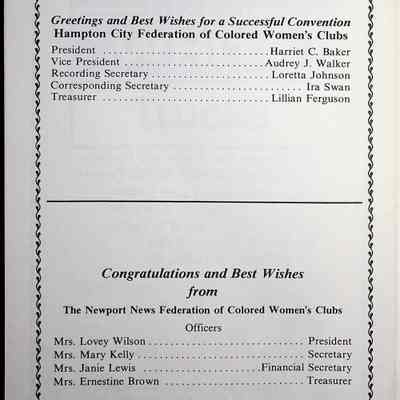 Greetings and Best Wishes for a Successful Convention
Hampton City Federation of Colored Women's Clubs
President ............................ Harriet C. Baker
Vice President ........................ Audrey J. Walker
Recording Secretary .................... Loretta Johnson
Corresponding Secretary ....................... Ira Swan
Treasurer ............................. Lillian Ferguson
Congratulations and Best Wishes
from
The Newport News Federation of Colored Women's Clubs
Officers
Mrs. Lovey Wilson .......................... President
Mrs. Mary Kelly ............................ Secretary
Mrs. Janie Lewis ..................... Financial Secretary
Mrs. Ernestine Brown ........................ Treasurer